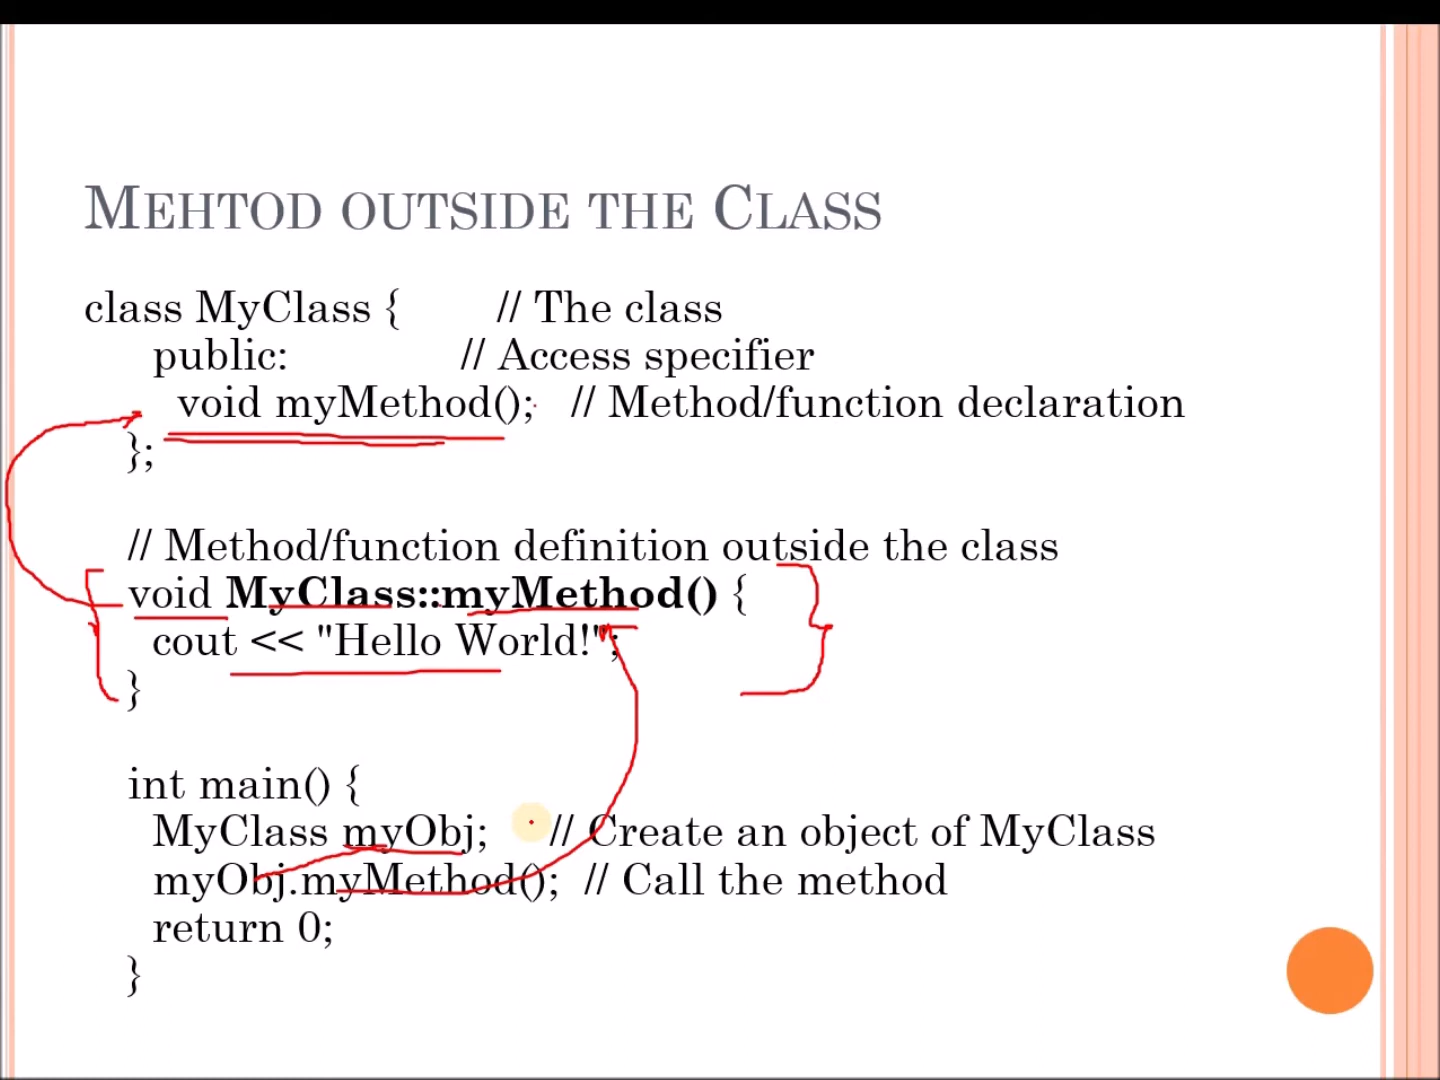 MEHTOD OUTSIDE THE CLASS
class MyClass { // The class
public: // Access specifier
void myMethod(); // Method/function declaration
};
// Method/function definition outside the class
void MyClass::myMethod() {
cout << "Hello World!";
}
int main() {
MyClass myObj; // Create an object of MyClass
myObj.myMethod(); // Call the method
return 0;
}